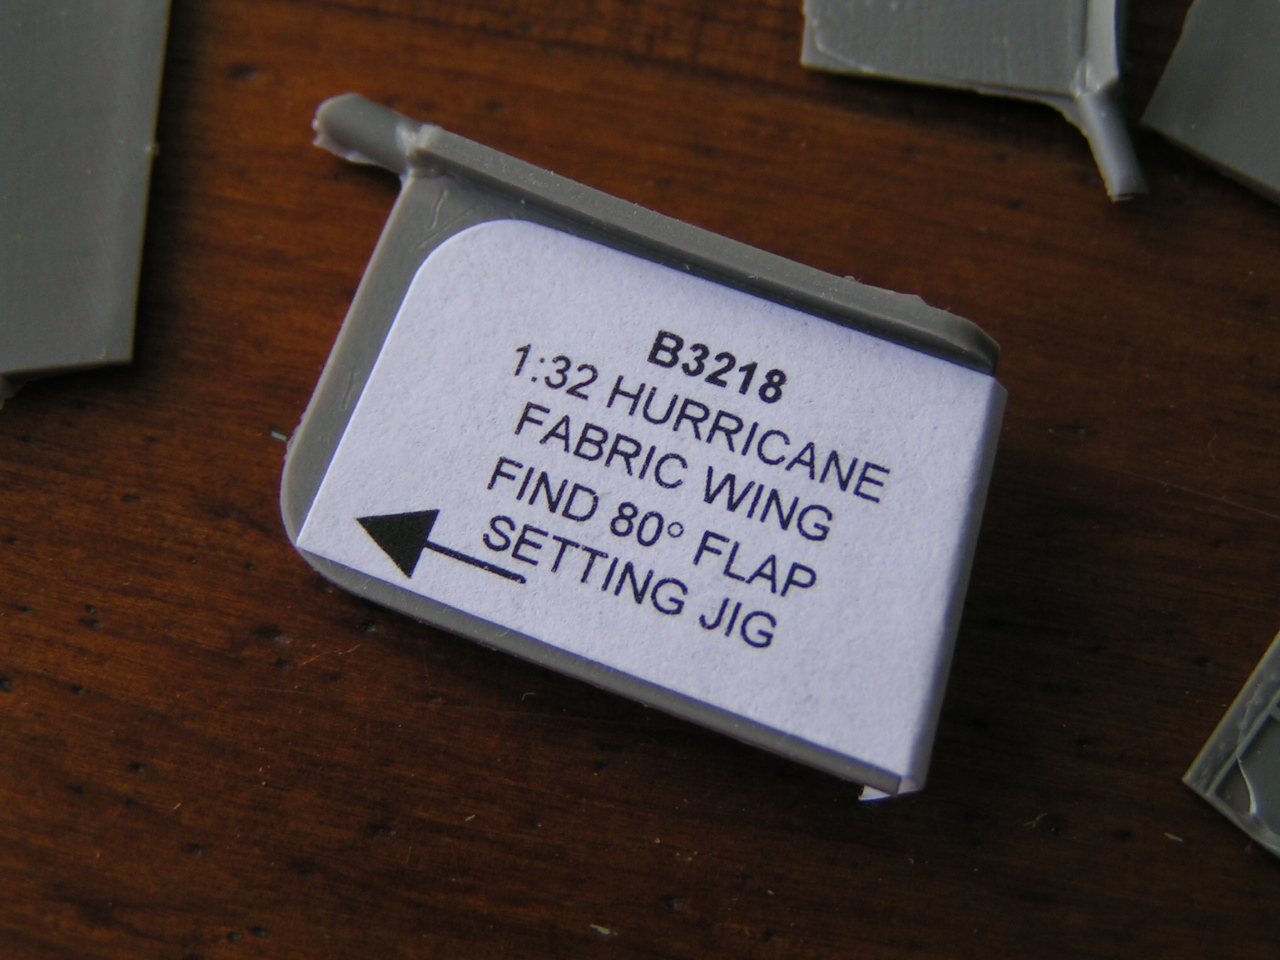 B3218
1:32 HURRICANE
FABRIC WING
FIND 80° FLAP
SETTING JIG